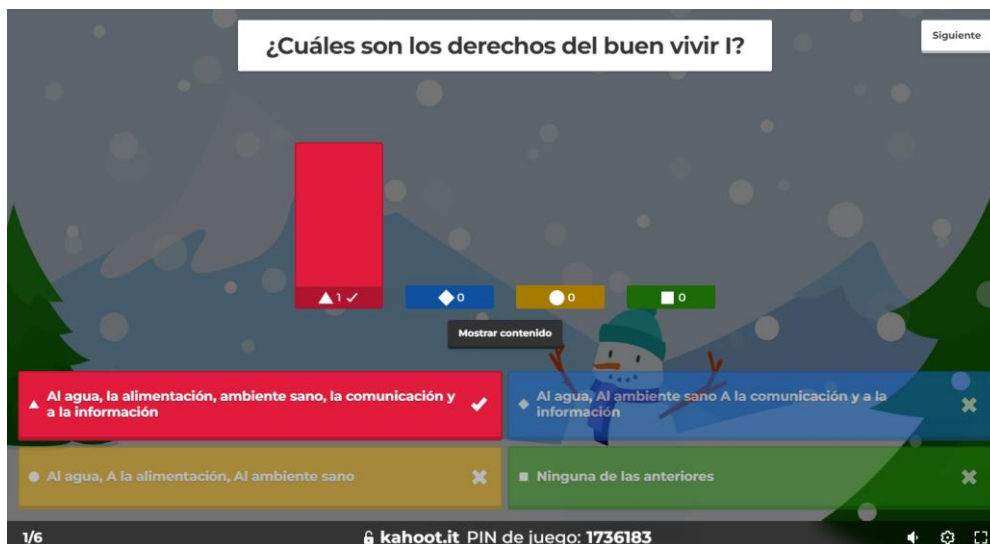 ¿Cuáles son los derechos del buen vivir I?
Siguiente
1
0
0
0
Mostrar contenido
Al agua, la alimentación, ambiente sano, la comunicación y
a la información
Al agua, Al ambiente sano A la comunicación y a la
información
Al agua, A la alimentación, Al ambiente sano
Ninguna de las anteriores
1/6
kahoot.it PIN de juego: 1736183